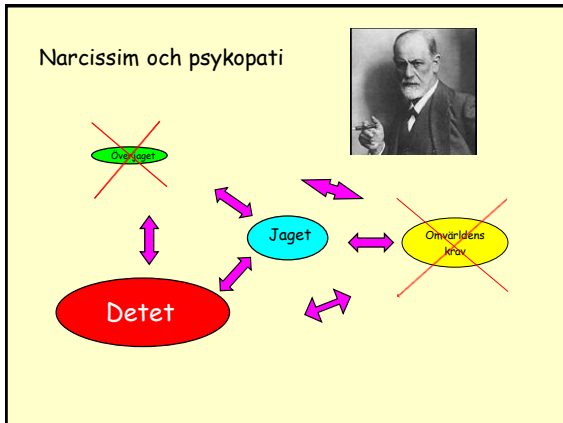 Narcissim och psykopati
Överjaget
Jaget
Omvärldens
krav
Detet